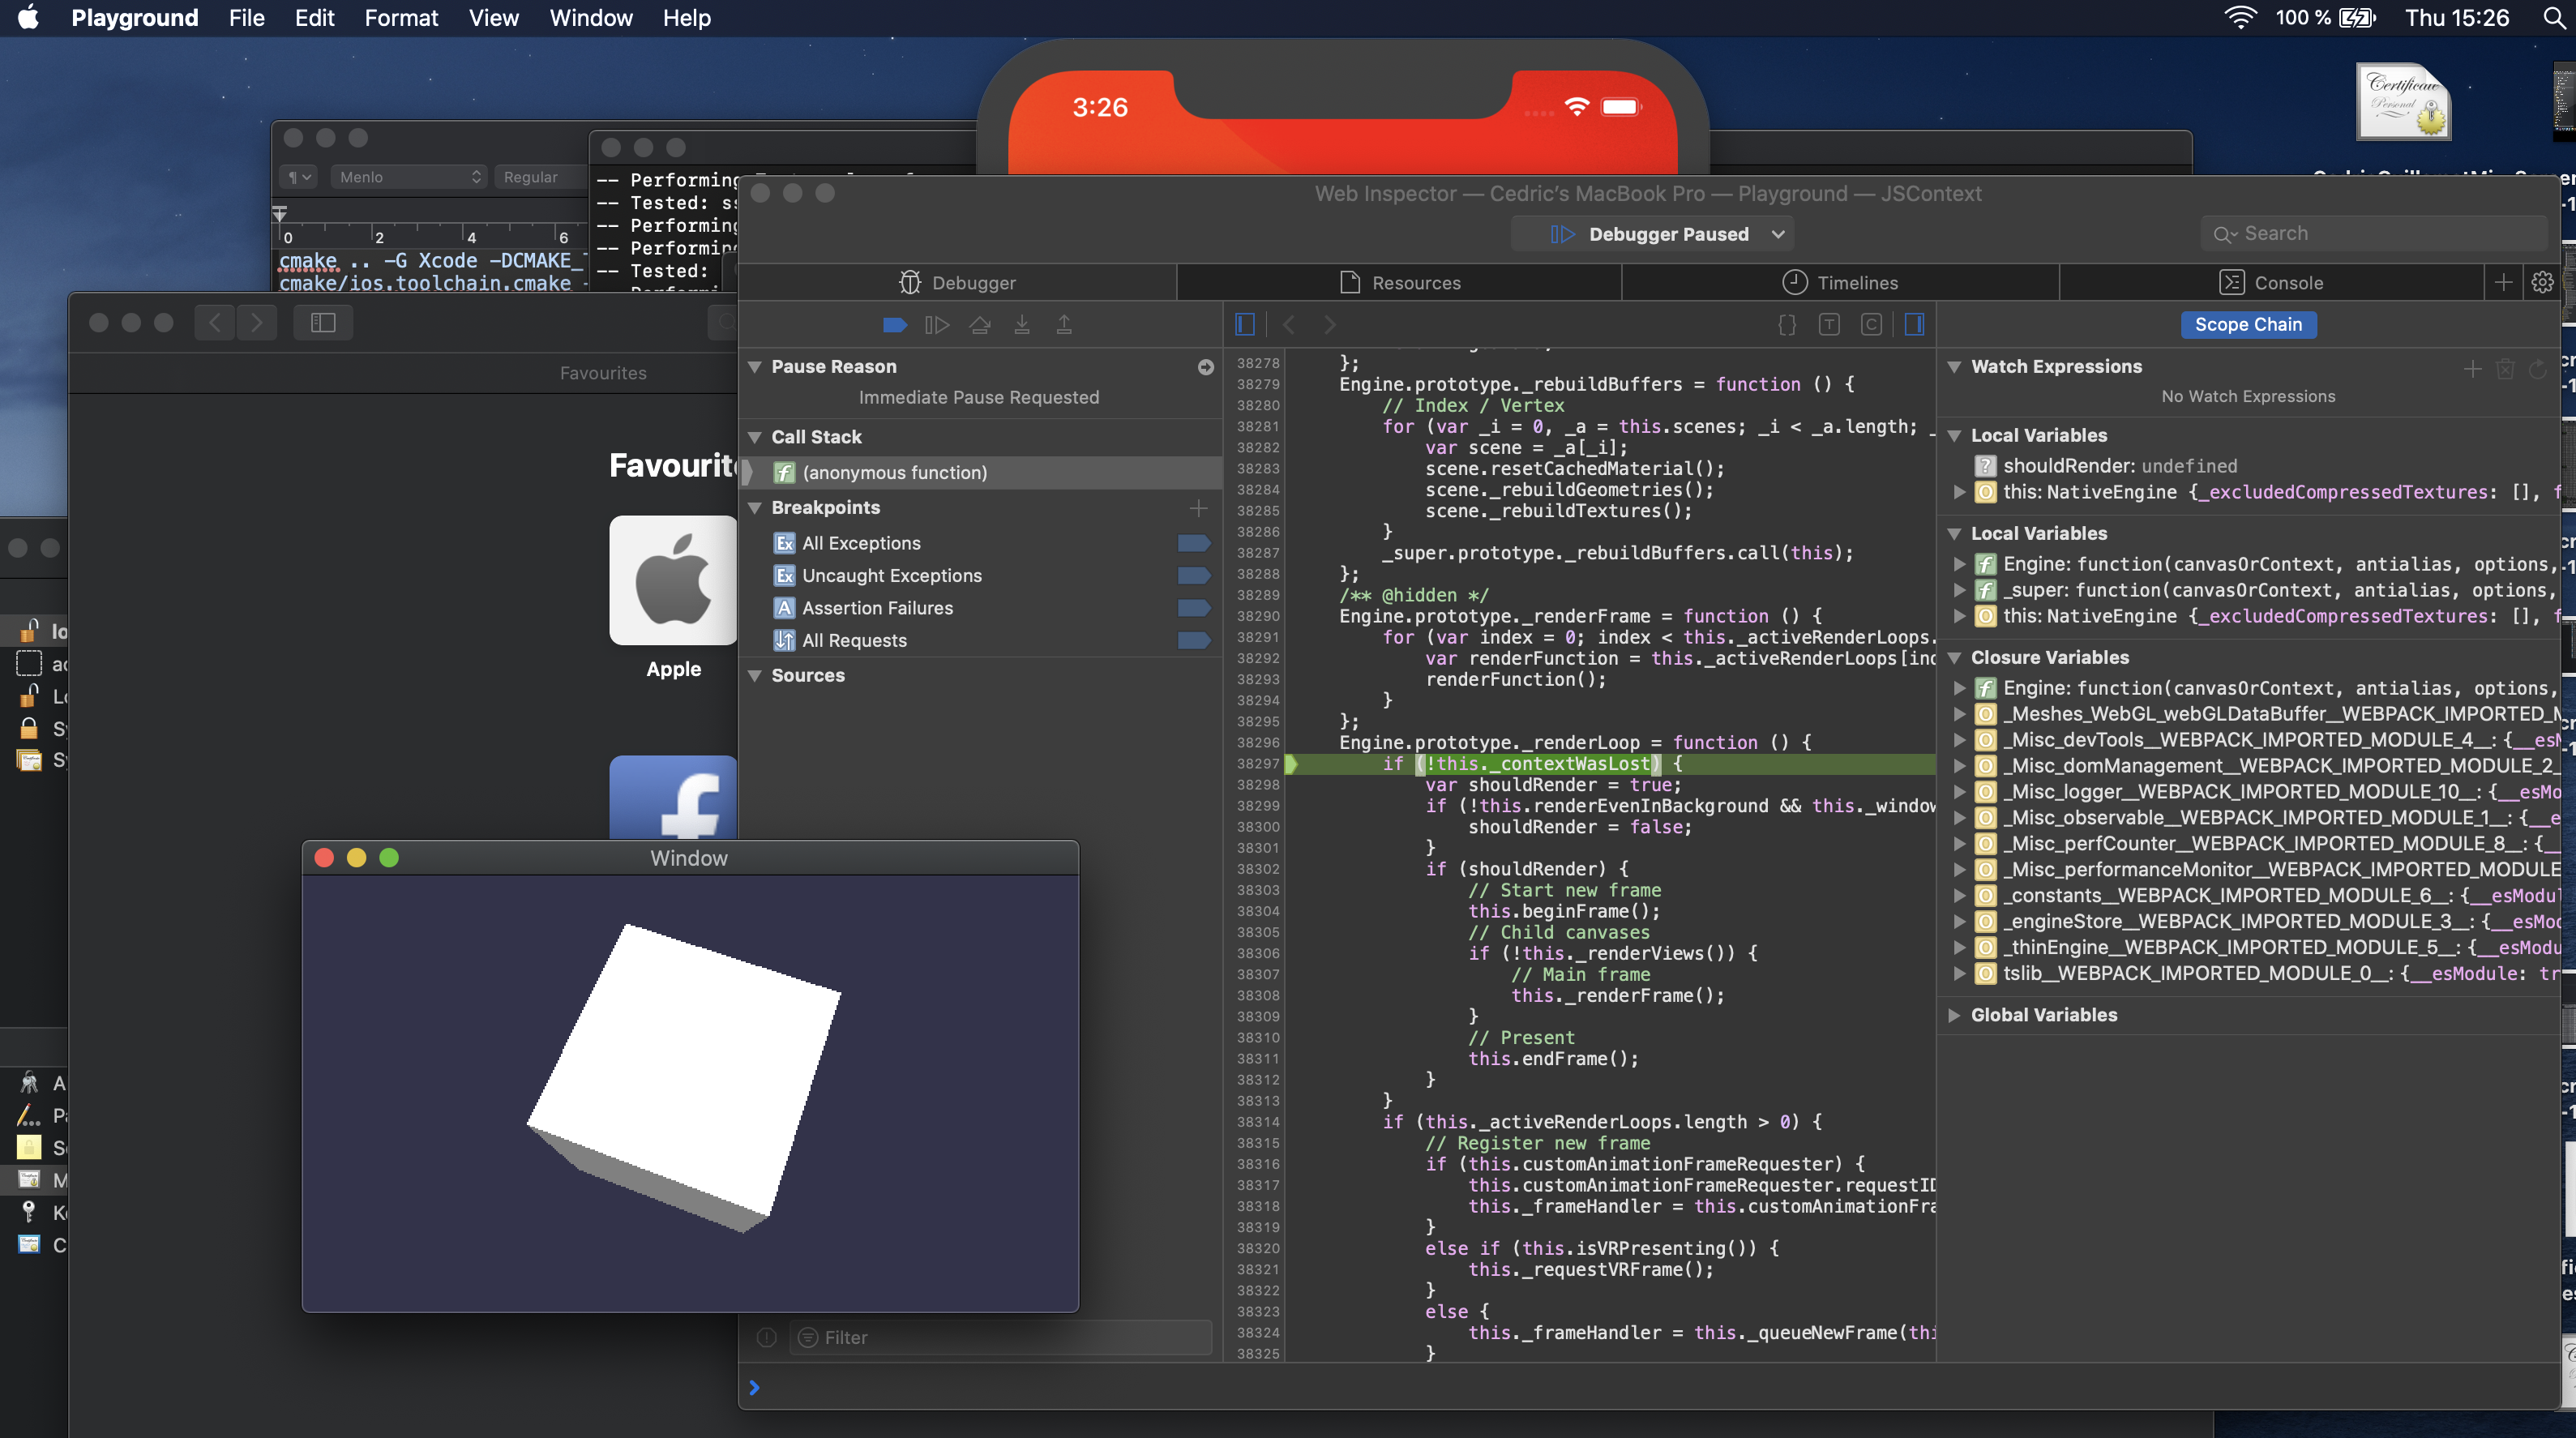 Playground File Edit Format View Window Help
100 % Thu 15:26
3:26
Certificate
Personal
Menlo Regular
0 2 4 6
cmake .. -G Xcode -DCMAKE_
cmake/ios.toolchain.cmake
-- Performing
-- Tested:
-- Performing
-- Performing
-- Tested:
Favourites
Apple
Window
Web Inspector — Cedric's MacBook Pro — Playground — JSContext
Debugger Paused
Search
Debugger
Resources
Timelines
Console
Pause Reason
Immediate Pause Requested
Call Stack
(anonymous function)
Breakpoints
All Exceptions
Uncaught Exceptions
Assertion Failures
All Requests
Sources
Filter
38278 };
38279 Engine.prototype._rebuildBuffers = function () {
38280 // Index / Vertex
38281 for (var _i = 0, _a = this.scenes; _i < _a.length; _
38282 var scene = _a[_i];
38283 scene.resetCachedMaterial();
38284 scene._rebuildGeometries();
38285 scene._rebuildTextures();
38286 }
38287 _super.prototype._rebuildBuffers.call(this);
38288 };
38289 /** @hidden */
38290 Engine.prototype._renderFrame = function () {
38291 for (var index = 0; index < this._activeRenderLoops.
38292 var renderFunction = this._activeRenderLoops[ind
38293 renderFunction();
38294 }
38295 };
38296 Engine.prototype._renderLoop = function () {
38297 if (!this._contextWasLost) {
38298 var shouldRender = true;
38299 if (!this.renderEvenInBackground && this._window
38300 shouldRender = false;
38301 }
38302 if (shouldRender) {
38303 // Start new frame
38304 this.beginFrame();
38305 // Child canvases
38306 if (!this._renderViews()) {
38307 // Main frame
38308 this._renderFrame();
38309 }
38310 // Present
38311 this.endFrame();
38312 }
38313 }
38314 if (this._activeRenderLoops.length > 0) {
38315 // Register new frame
38316 if (this.customAnimationFrameRequester) {
38317 this.customAnimationFrameRequester.requestID
38318 this._frameHandler = this.customAnimationFra
38319 }
38320 else if (this.isVRPresenting()) {
38321 this._requestVRFrame();
38322 }
38323 else {
38324 this._frameHandler = this._queueNewFrame(thi
38325 }
Scope Chain
Watch Expressions
No Watch Expressions
Local Variables
shouldRender: undefined
this: NativeEngine {_excludedCompressedTextures: [], f
Local Variables
Engine: function(canvasOrContext, antialias, options,
_super: function(canvasOrContext, antialias, options,
this: NativeEngine {_excludedCompressedTextures: [], f
Closure Variables
Engine: function(canvasOrContext, antialias, options,
_Meshes_WebGL_webGLDataBuffer__WEBPACK_IMPORTED_M
_Misc_devTools__WEBPACK_IMPORTED_MODULE_4__: {__esM
_Misc_domManagement__WEBPACK_IMPORTED_MODULE_2_
_Misc_logger__WEBPACK_IMPORTED_MODULE_10__: {__esMo
_Misc_observable__WEBPACK_IMPORTED_MODULE_1__: {__e
_Misc_perfCounter__WEBPACK_IMPORTED_MODULE_8__: {__
_Misc_performanceMonitor__WEBPACK_IMPORTED_MODULE
_constants__WEBPACK_IMPORTED_MODULE_6__: {__esModul
_engineStore__WEBPACK_IMPORTED_MODULE_3__: {__esMod
_thinEngine__WEBPACK_IMPORTED_MODULE_5__: {__esModu
tslib__WEBPACK_IMPORTED_MODULE_0__: {__esModule: tr
Global Variables